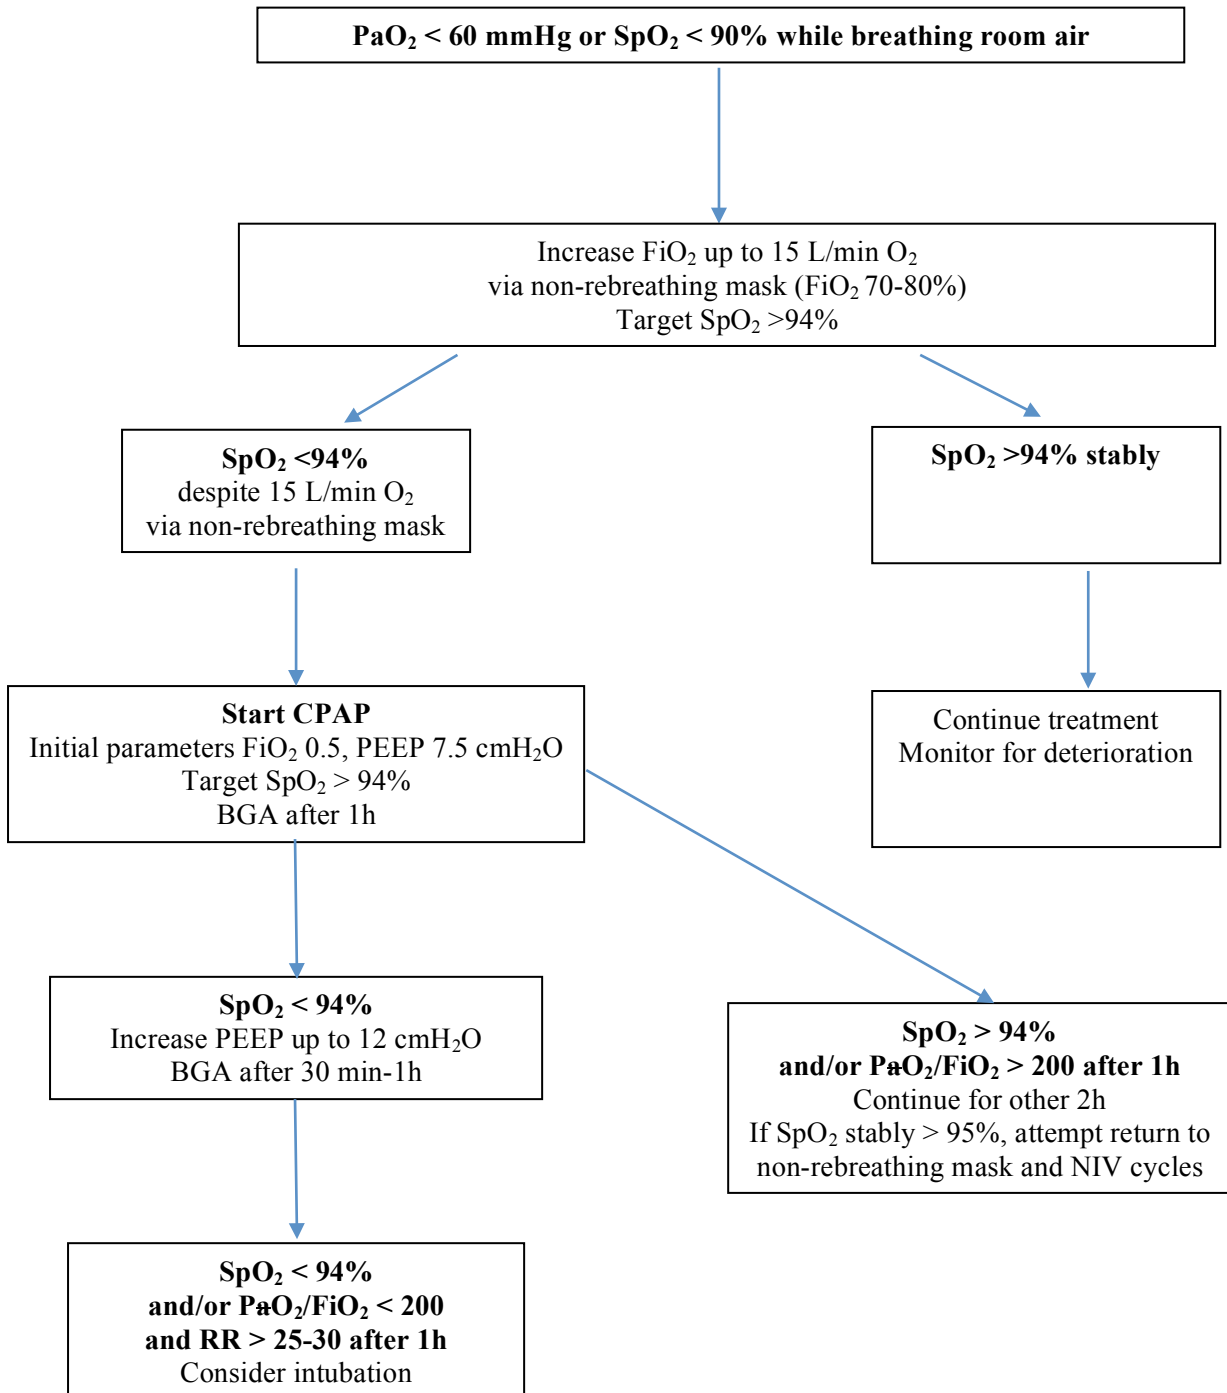 PaO₂ < 60 mmHg or SpO₂ < 90% while breathing room air
Increase FiO₂ up to 15 L/min O₂
via non-rebreathing mask (FiO₂ 70-80%)
Target SpO₂ >94%
SpO₂ <94%
despite 15 L/min O₂
via non-rebreathing mask
SpO₂ >94% stably
Start CPAP
Initial parameters FiO₂ 0.5, PEEP 7.5 cmH₂O
Target SpO₂ > 94%
BGA after 1h
Continue treatment
Monitor for deterioration
SpO₂ < 94%
Increase PEEP up to 12 cmH₂O
BGA after 30 min-1h
SpO₂ > 94%
and/or PaO₂/FiO₂ > 200 after 1h
Continue for other 2h
If SpO₂ stably > 95%, attempt return to
non-rebreathing mask and NIV cycles
SpO₂ < 94%
and/or PaO₂/FiO₂ < 200
and RR > 25-30 after 1h
Consider intubation